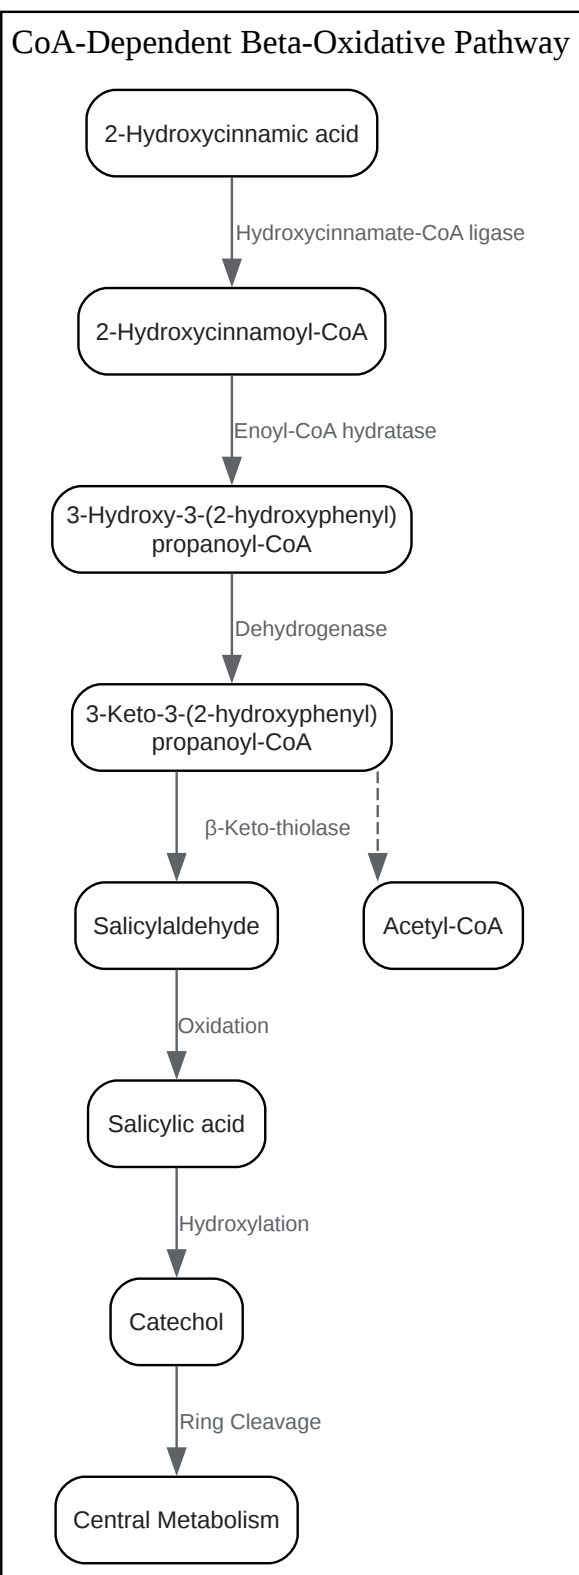 CoA-Dependent Beta-Oxidative Pathway
2-Hydroxycinnamic acid
Hydroxycinnamate-CoA ligase
2-Hydroxycinnamoyl-CoA
Enoyl-CoA hydratase
3-Hydroxy-3-(2-hydroxyphenyl)
propanoyl-CoA
Dehydrogenase
3-Keto-3-(2-hydroxyphenyl)
propanoyl-CoA
β-Keto-thiolase
Salicylaldehyde
Acetyl-CoA
Oxidation
Salicylic acid
Hydroxylation
Catechol
Ring Cleavage
Central Metabolism